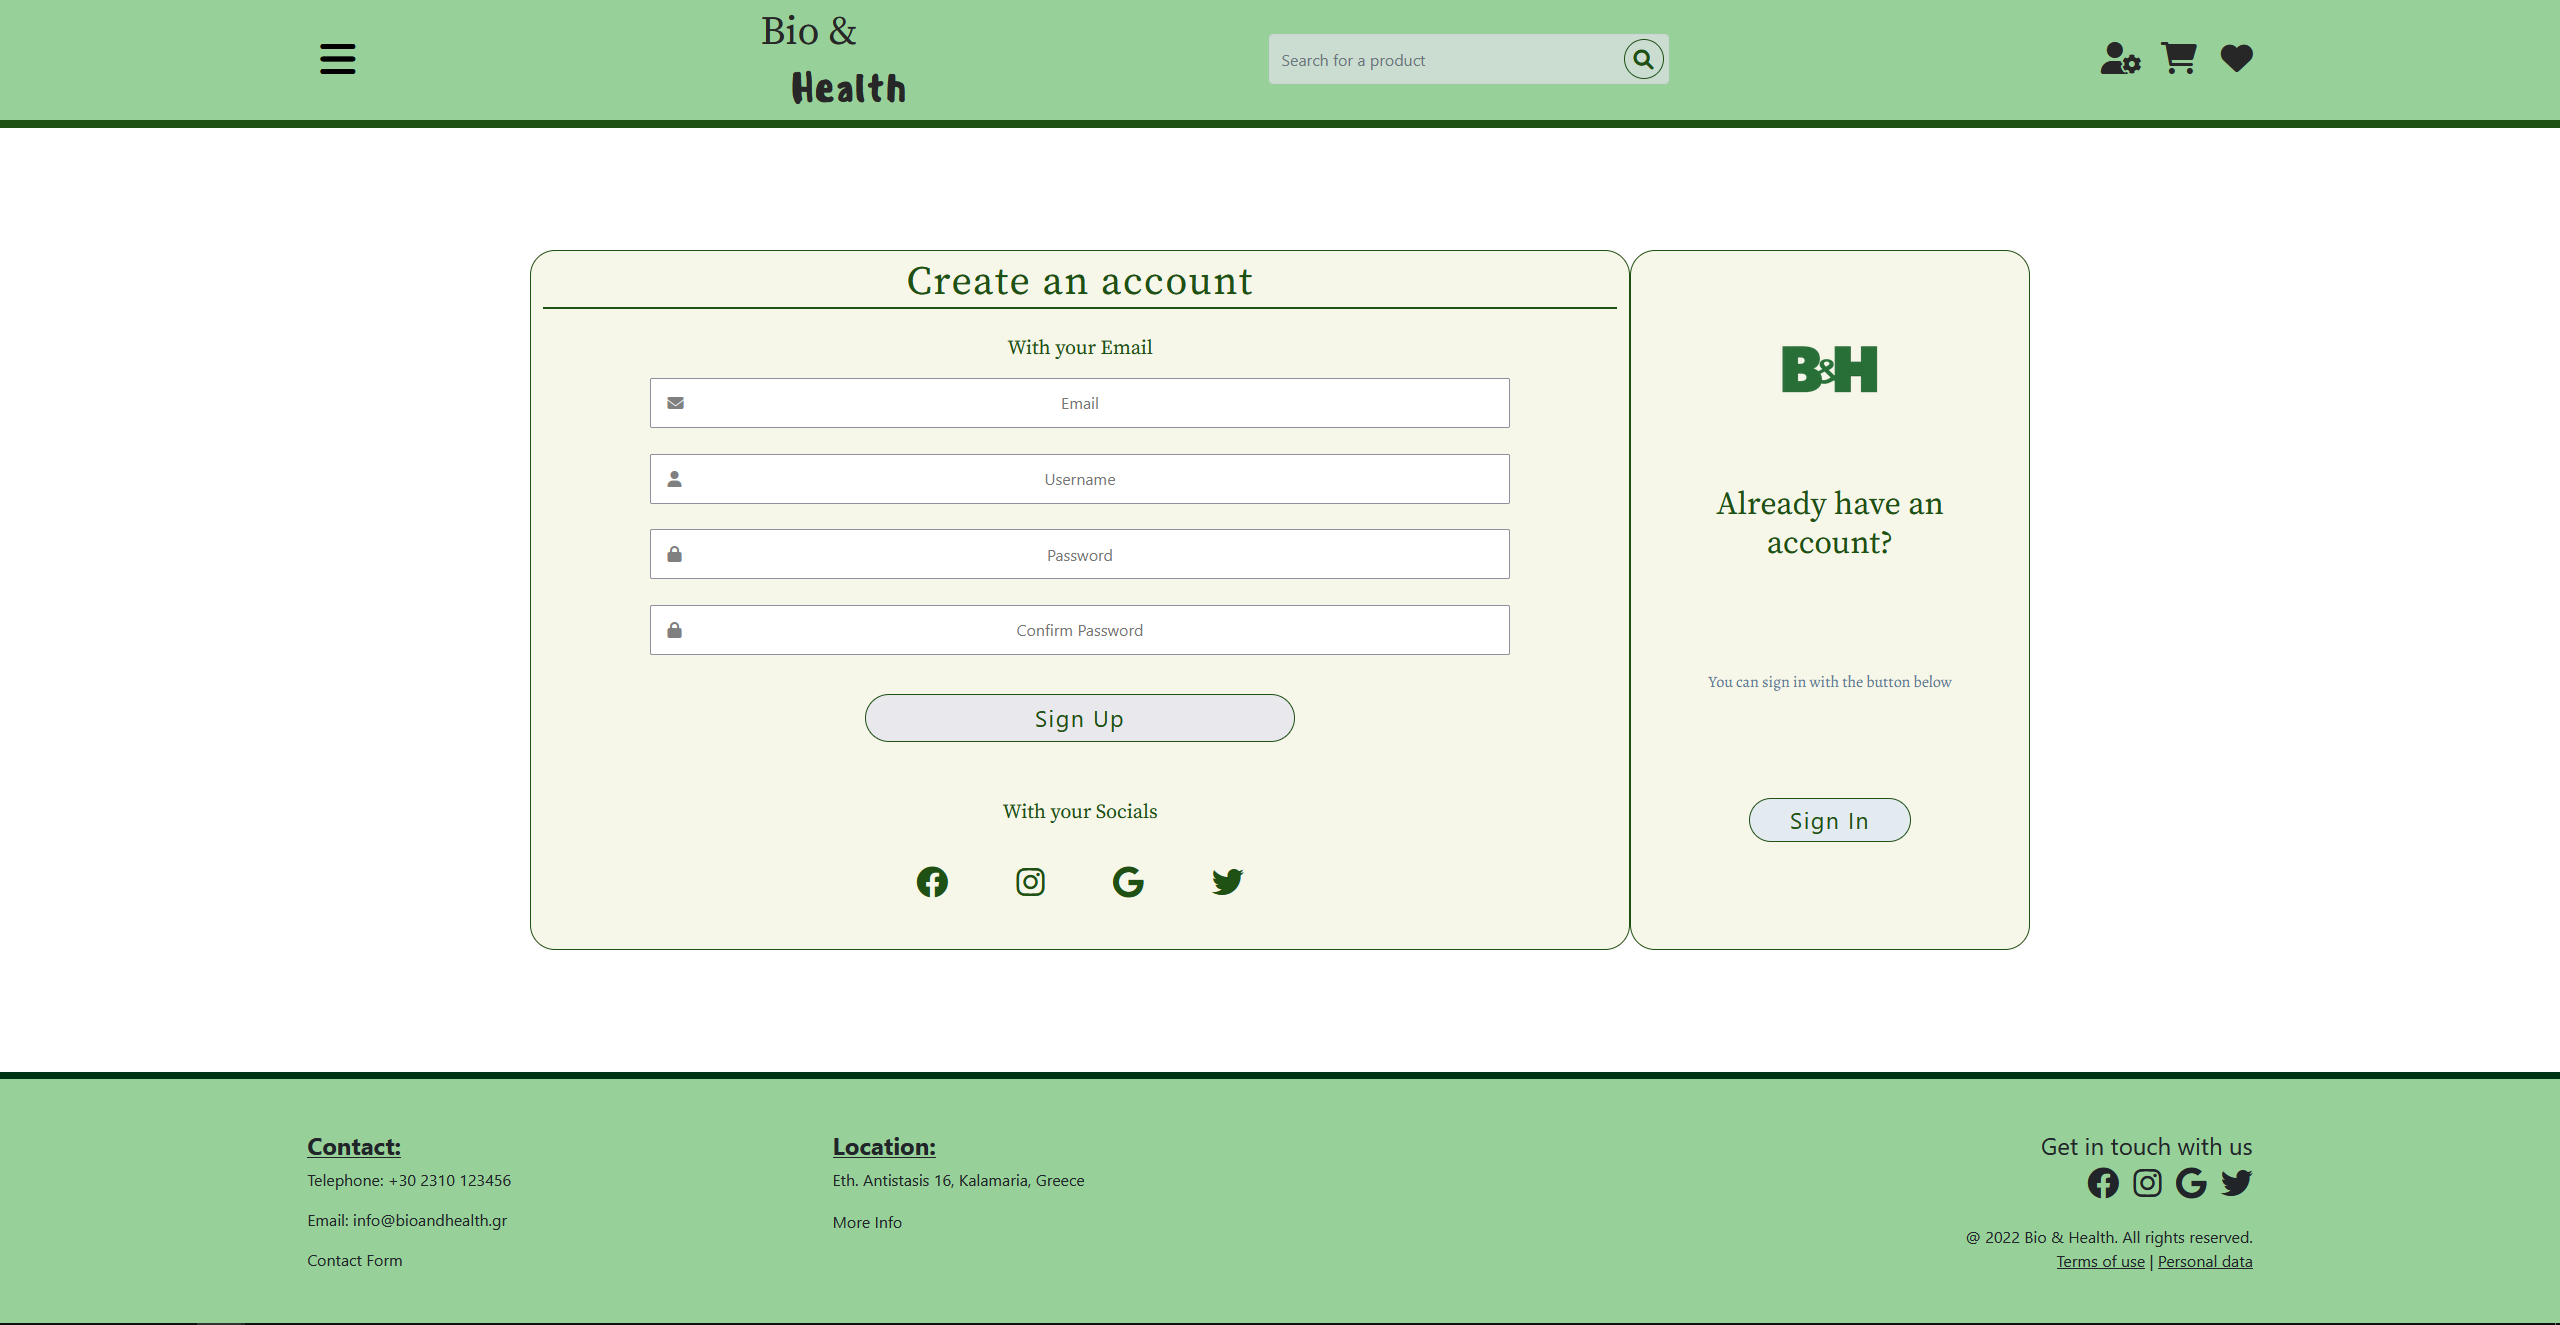 Bio &
Health
Search for a product
Create an account
With your Email
Email
Username
Password
Confirm Password
Sign Up
With your Socials
B&H
Already have an
account?
You can sign in with the button below
Sign In
Contact:
Telephone: +30 2310 123456
Email: info@bioandhealth.gr
Contact Form
Location:
Eth. Antistasis 16, Kalamaria, Greece
More Info
Get in touch with us
@ 2022 Bio & Health. All rights reserved.
Terms of use | Personal data